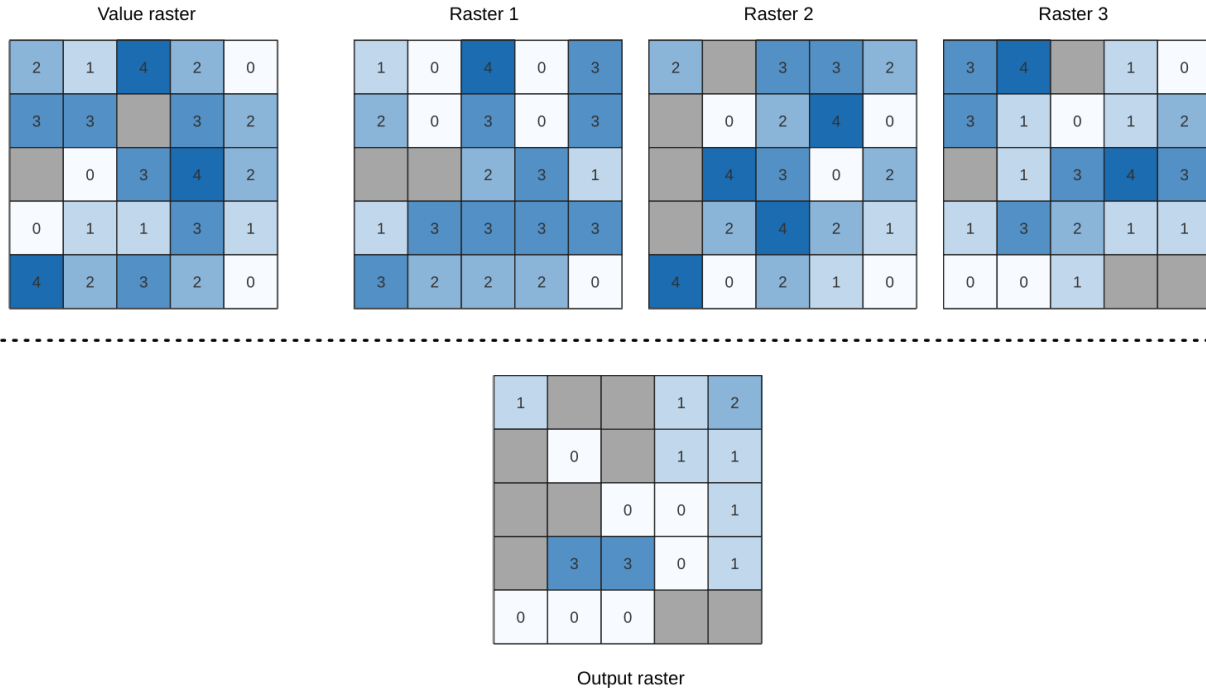 Value raster Raster 1 Raster 2 Raster 3
2 1 4 2 0 1 0 4 0 3 2 3 3 2 3 4 1 0
3 3 3 2 2 0 3 0 3 0 2 4 0 3 1 0 1 2
0 3 4 2 2 3 1 4 3 0 2 1 3 4 3
0 1 1 3 1 1 3 3 3 3 2 4 2 1 1 3 2 1 1
4 2 3 2 0 3 2 2 2 0 4 0 2 1 0 0 0 1
1 1 2
0 1 1
0 0 1
3 3 0 1
0 0 0
Output raster